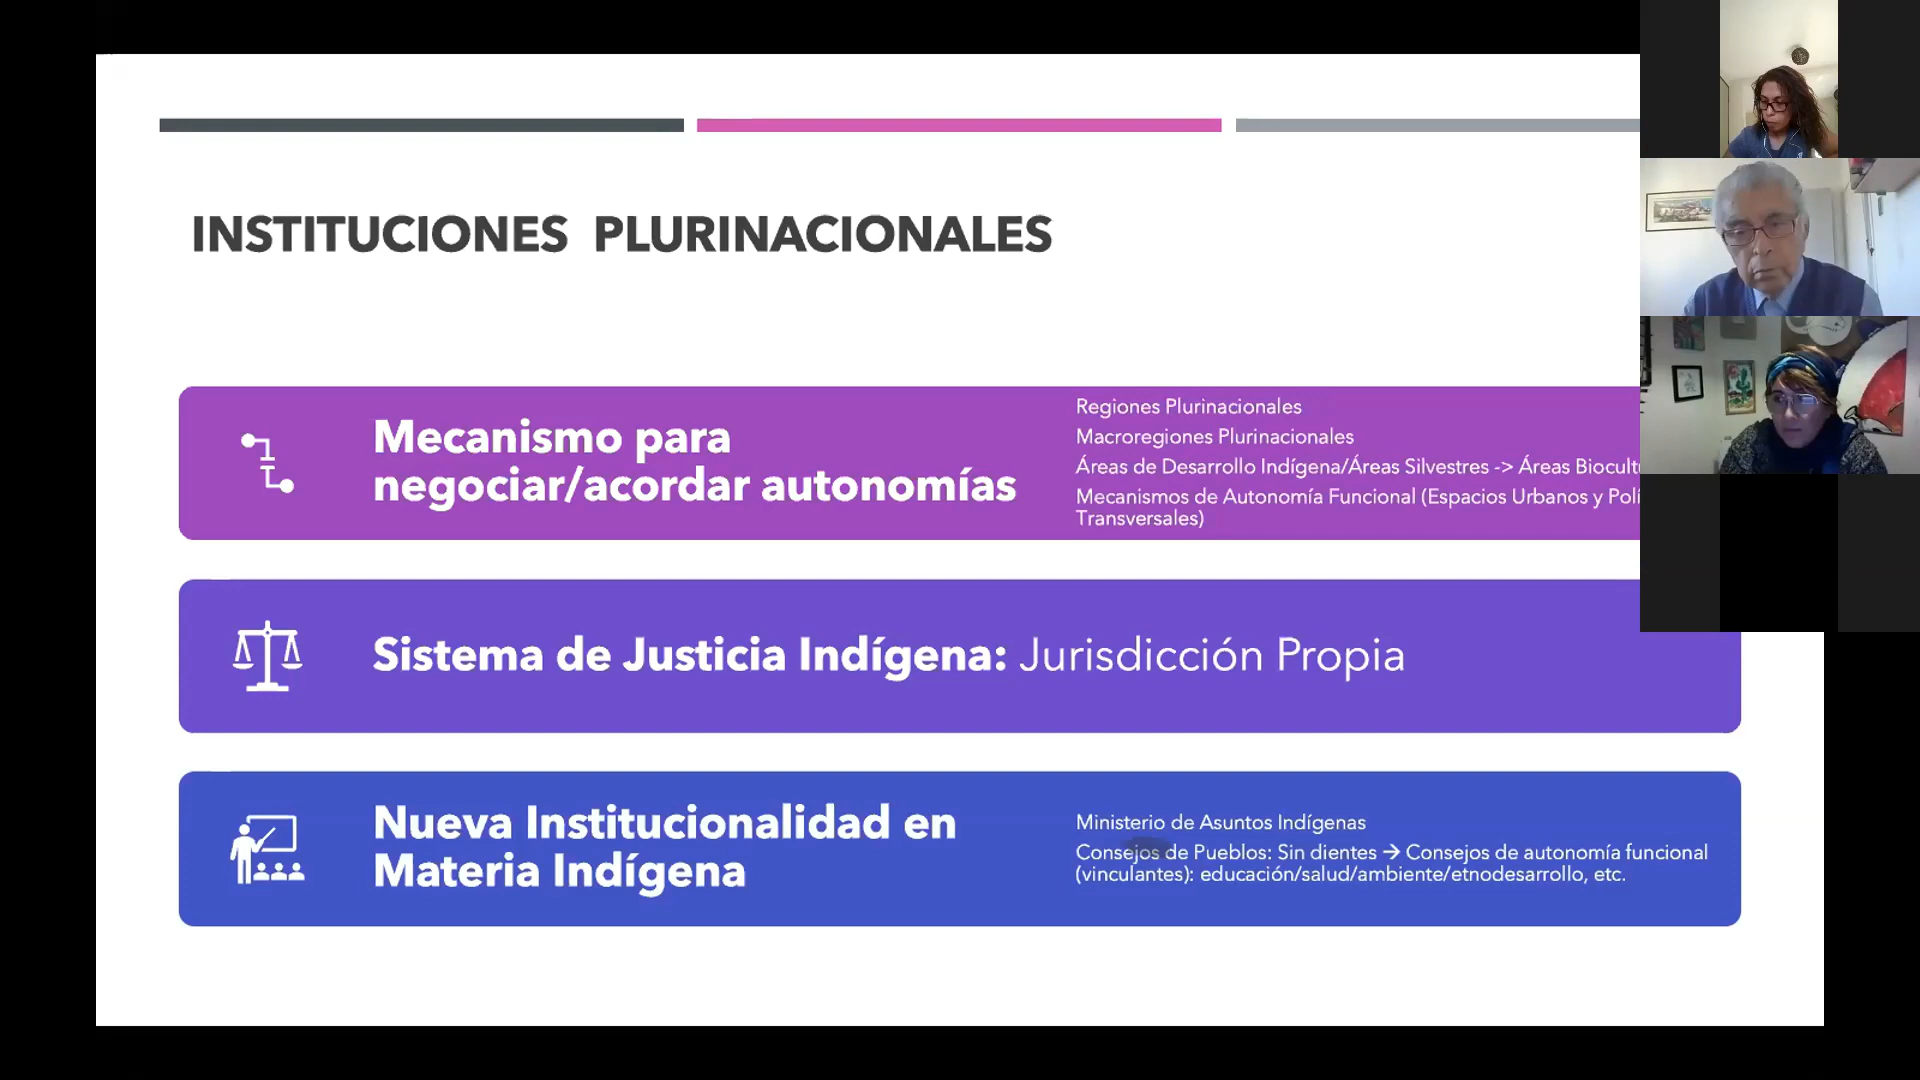 INSTITUCIONES PLURINACIONALES
Mecanismo para
negociar/acordar autonomías
Regiones Plurinacionales
Macroregiones Plurinacionales
Áreas de Desarrollo Indígena/Áreas Silvestres -> Áreas
Mecanismos de Autonomía Funcional (Espacios Urbanos y
Transversales)
Sistema de Justicia Indígena: Jurisdicción Propia
Nueva Institucionalidad en
Materia Indígena
Ministerio de Asuntos Indígenas
Consejos de Pueblos: Sin dientes → Consejos de autonomía funcional
(vinculantes): educación/salud/ambiente/etnodesarrollo, etc.